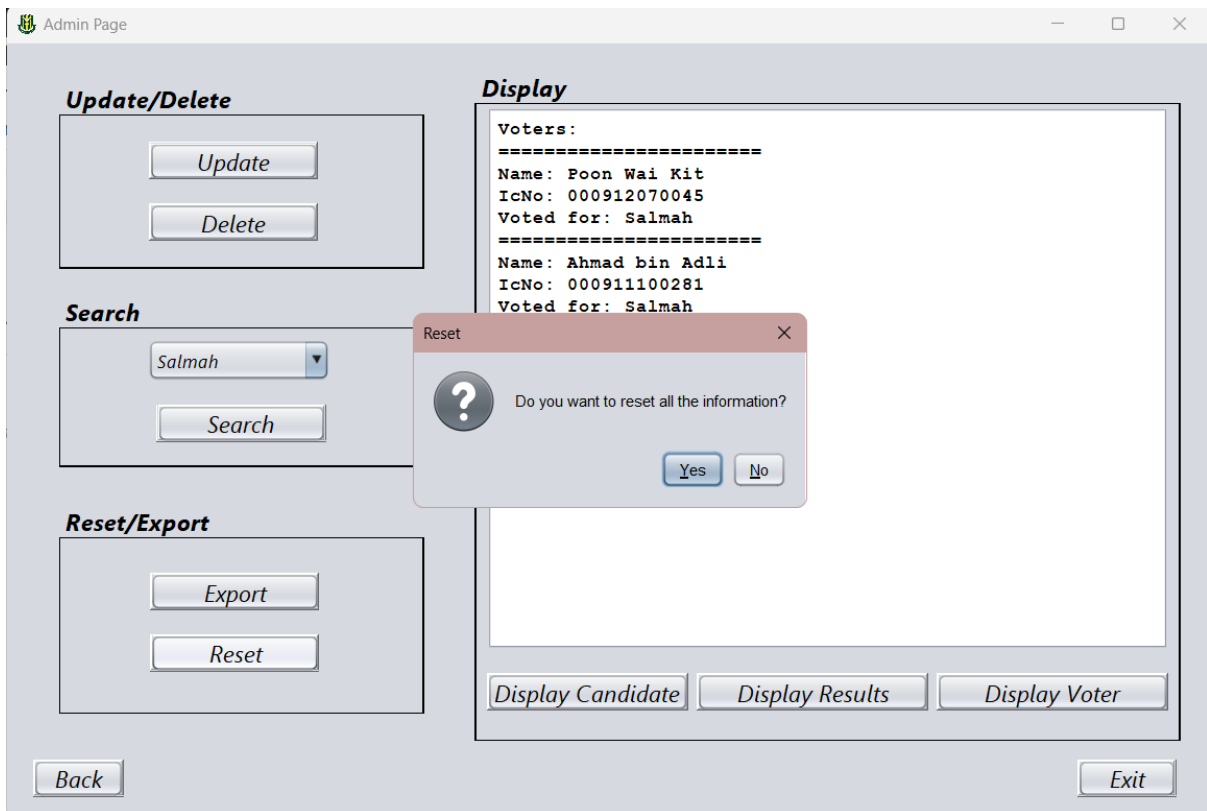 Admin Page
Update/Delete
Update
Delete
Search
Salmah
Search
Reset/Export
Export
Reset
Display
Voters:
=======================
Name: Poon Wai Kit
IcNo: 000912070045
Voted for: Salmah
=======================
Name: Ahmad bin Adli
IcNo: 000911100281
Voted for: Salmah
Reset
Do you want to reset all the information?
Yes No
Display Candidate Display Results Display Voter
Back Exit